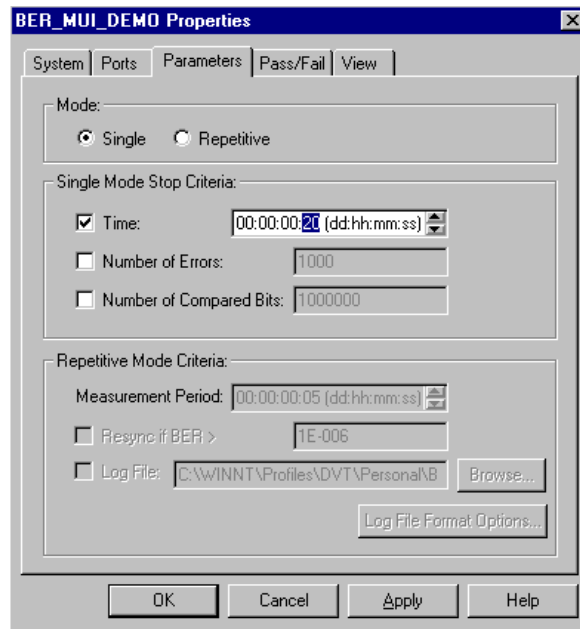 BER_MUI_DEMO Properties
System Ports Parameters Pass/Fail View
Mode:
Single Repetitive
Single Mode Stop Criteria:
Time: 00:00:00:20 (dd:hh:mm:ss)
Number of Errors: 1000
Number of Compared Bits: 1000000
Repetitive Mode Criteria:
Measurement Period: 00:00:00:05 (dd:hh:mm:ss)
Resync if BER > 1E-006
Log File: C:\WINNT\Profiles\DVT\Personal\B Browse...
Log File Format Options...
OK Cancel Apply Help